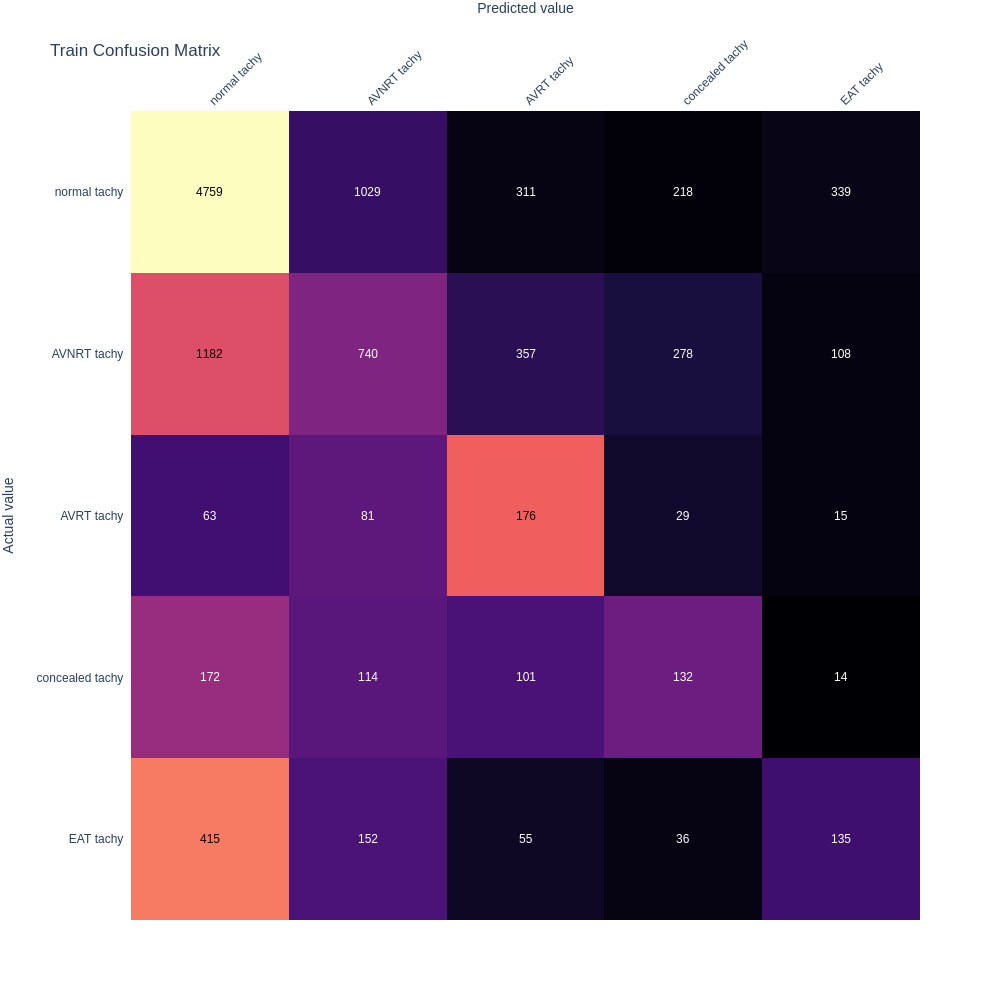 Predicted value
Train Confusion Matrix
normal tachy
AVNRT tachy
AVRT tachy
concealed tachy
EAT tachy
Actual value
normal tachy 4759 1029 311 218 339
AVNRT tachy 1182 740 357 278 108
AVRT tachy 63 81 176 29 15
concealed tachy 172 114 101 132 14
EAT tachy 415 152 55 36 135